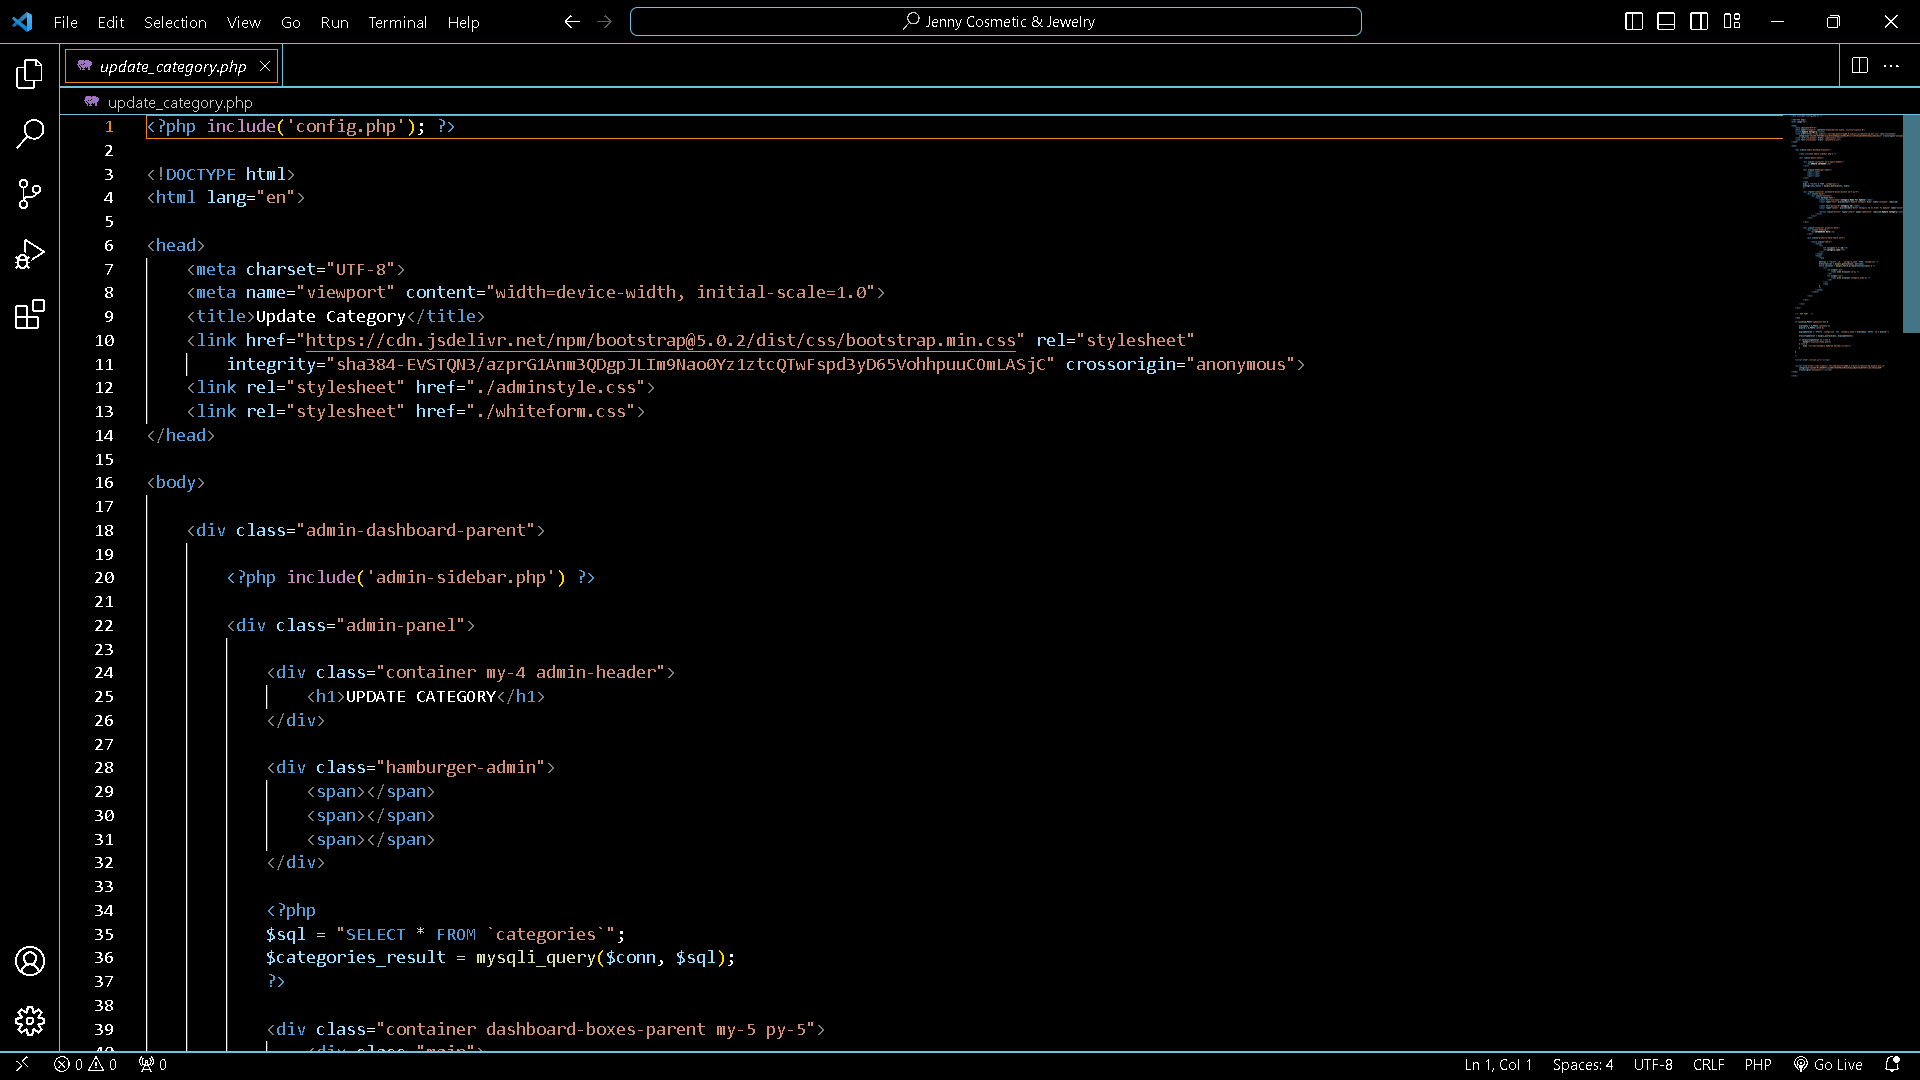 File Edit Selection View Go Run Terminal Help
Jenny Cosmetic & Jewelry
update_category.php
update_category.php
1 <?php include('config.php'); ?>
2
3 <!DOCTYPE html>
4 <html lang="en">
5
6 <head>
7 <meta charset="UTF-8">
8 <meta name="viewport" content="width=device-width, initial-scale=1.0">
9 <title>Update Category</title>
10 <link href="https://cdn.jsdelivr.net/npm/bootstrap@5.0.2/dist/css/bootstrap.min.css" rel="stylesheet"
11 integrity="sha384-EVSTQN3/azprG1Anm3QDgpJLIm9Nao0Yz1ztcQTwFspd3yD65VohhpuuCOmLASjC" crossorigin="anonymous">
12 <link rel="stylesheet" href="./adminstyle.css">
13 <link rel="stylesheet" href="./whiteform.css">
14 </head>
15
16 <body>
17
18 <div class="admin-dashboard-parent">
19
20 <?php include('admin-sidebar.php') ?>
21
22 <div class="admin-panel">
23
24 <div class="container my-4 admin-header">
25 <h1>UPDATE CATEGORY</h1>
26 </div>
27
28 <div class="hamburger-admin">
29 <span></span>
30 <span></span>
31 <span></span>
32 </div>
33
34 <?php
35 $sql = "SELECT * FROM `categories`";
36 $categories_result = mysqli_query($conn, $sql);
37 ?>
38
39 <div class="container dashboard-boxes-parent my-5 py-5">
40 <div class="main">
0 0 0 Ln 1, Col 1 Spaces: 4 UTF-8 CRLF PHP Go Live